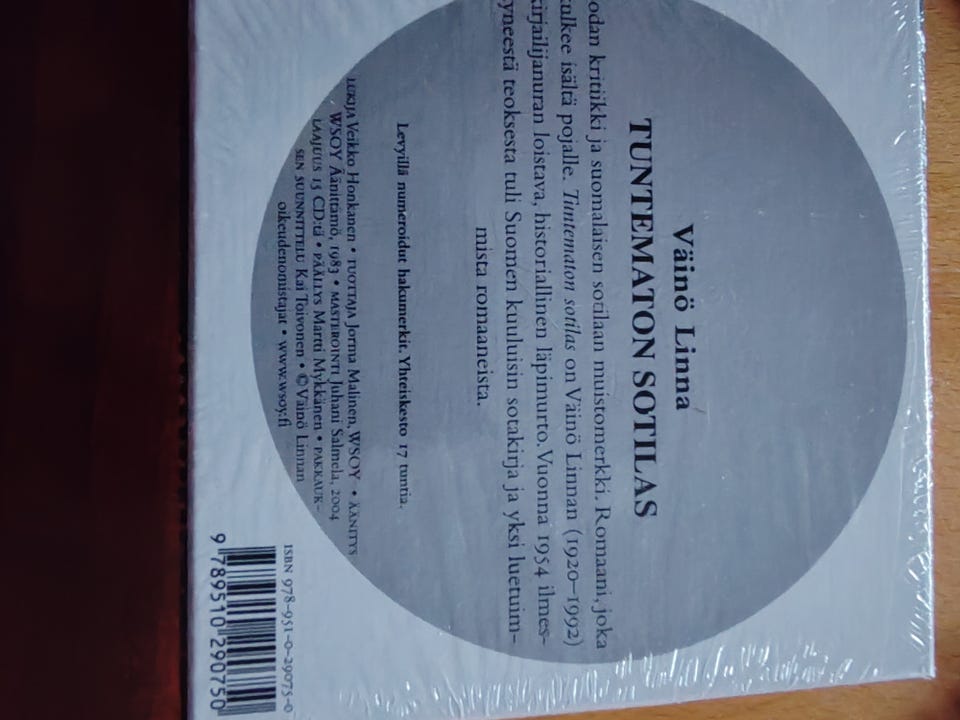 Väinö Linna
TUNTEMATON SOTILAS
odan kritiikki ja suomalaisen sotilaan muistomerkki. Romaani, joka
kulkee isältä pojalle. Tuntematon sotilas on Väinö Linnan (1920–1992)
kirjailijanuran loistava, historiallinen läpimurto. Vuonna 1954 ilmes-
tyneestä teoksesta tuli Suomen kuuluisin sotakirja ja yksi luetuim-
mista romaaneista.
Levyillä numeroidut hakumerkit. Yhteiskesto 17 tuntia.
LUKIJA Veikko Honkanen • TUOTTAJA Jorma Malinen, WSOY • ÄÄNITYS
WSOY Äänittämö, 1983 • MASTEROINTI Juhani Salmela, 2004
LAAJUUS 15 CD:tä • PÄÄLLYS Martti Mykkänen • PAKKAUK-
SEN SUUNNITTELU Kai Toivonen • © Väinö Linnan
oikeudenomistajat • www.wsoy.fi
ISBN 978-951-0-29075-0
9 789510 290750